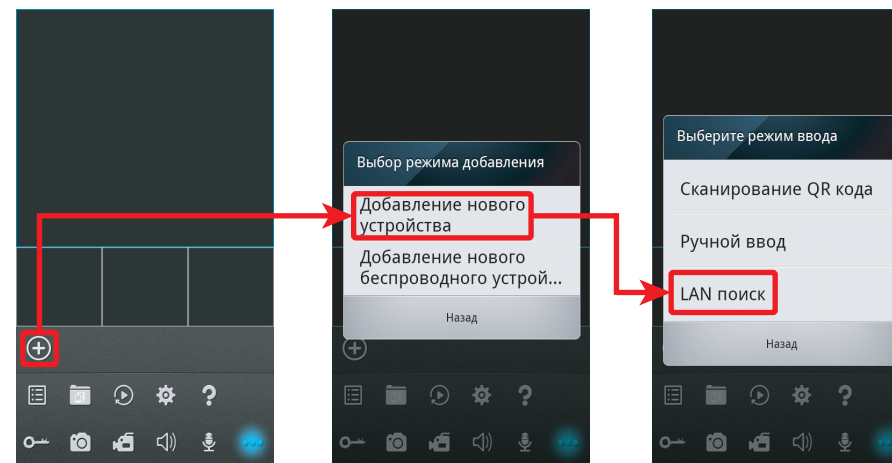 Выбор режима добавления
Добавление нового
устройства
Добавление нового
беспроводного устрой...
Назад
Выберите режим ввода
Сканирование QR кода
Ручной ввод
LAN поиск
Назад